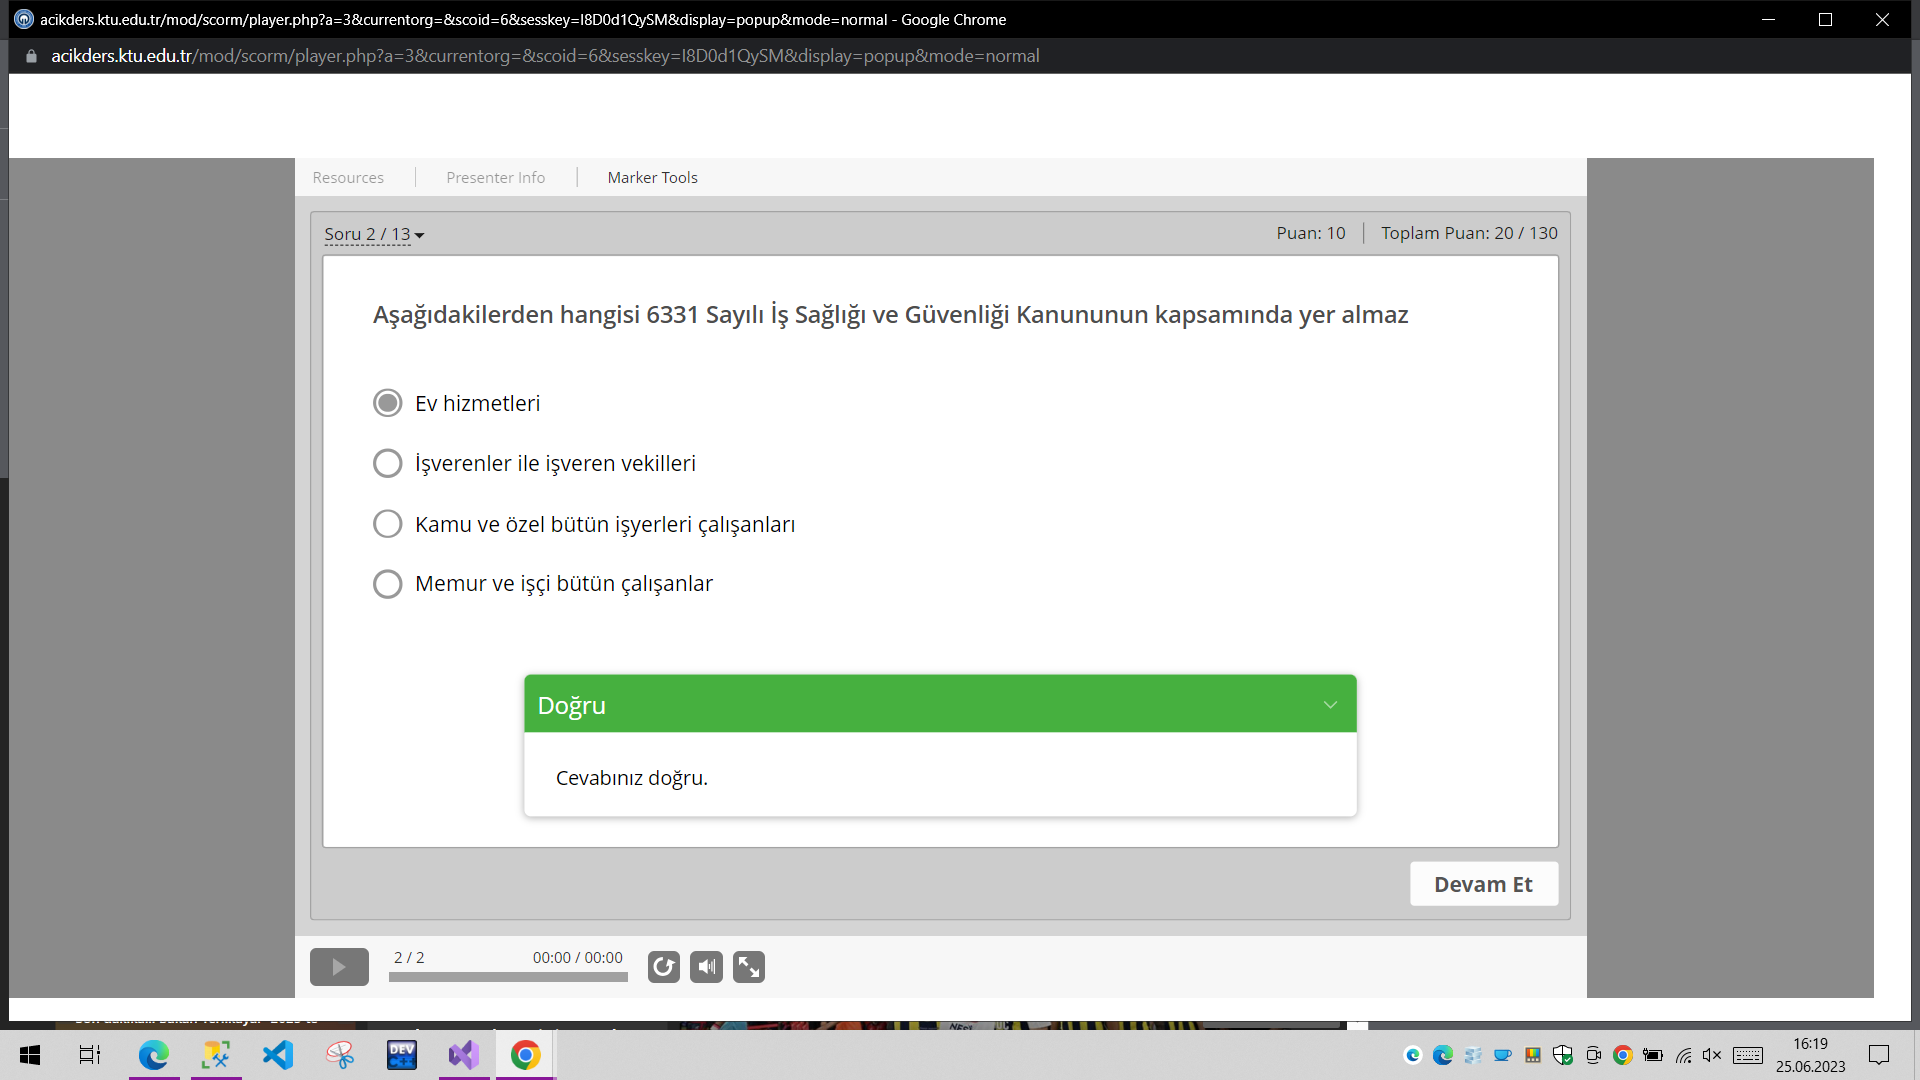 acikders.ktu.edu.tr/mod/scorm/player.php?a=3&currentorg=&scoid=6&sesskey=I8D0d1QySM&display=popup&mode=normal - Google Chrome
acikders.ktu.edu.tr/mod/scorm/player.php?a=3&currentorg=&scoid=6&sesskey=I8D0d1QySM&display=popup&mode=normal
Resources
Presenter Info
Marker Tools
Soru 2 / 13
Puan: 10
Toplam Puan: 20 / 130
Aşağıdakilerden hangisi 6331 Sayılı İş Sağlığı ve Güvenliği Kanununun kapsamında yer almaz
Ev hizmetleri
İşverenler ile işveren vekilleri
Kamu ve özel bütün işyerleri çalışanları
Memur ve işçi bütün çalışanlar
Doğru
Cevabınız doğru.
Devam Et
2 / 2
00:00 / 00:00
DEV
C++
16:19
25.06.2023